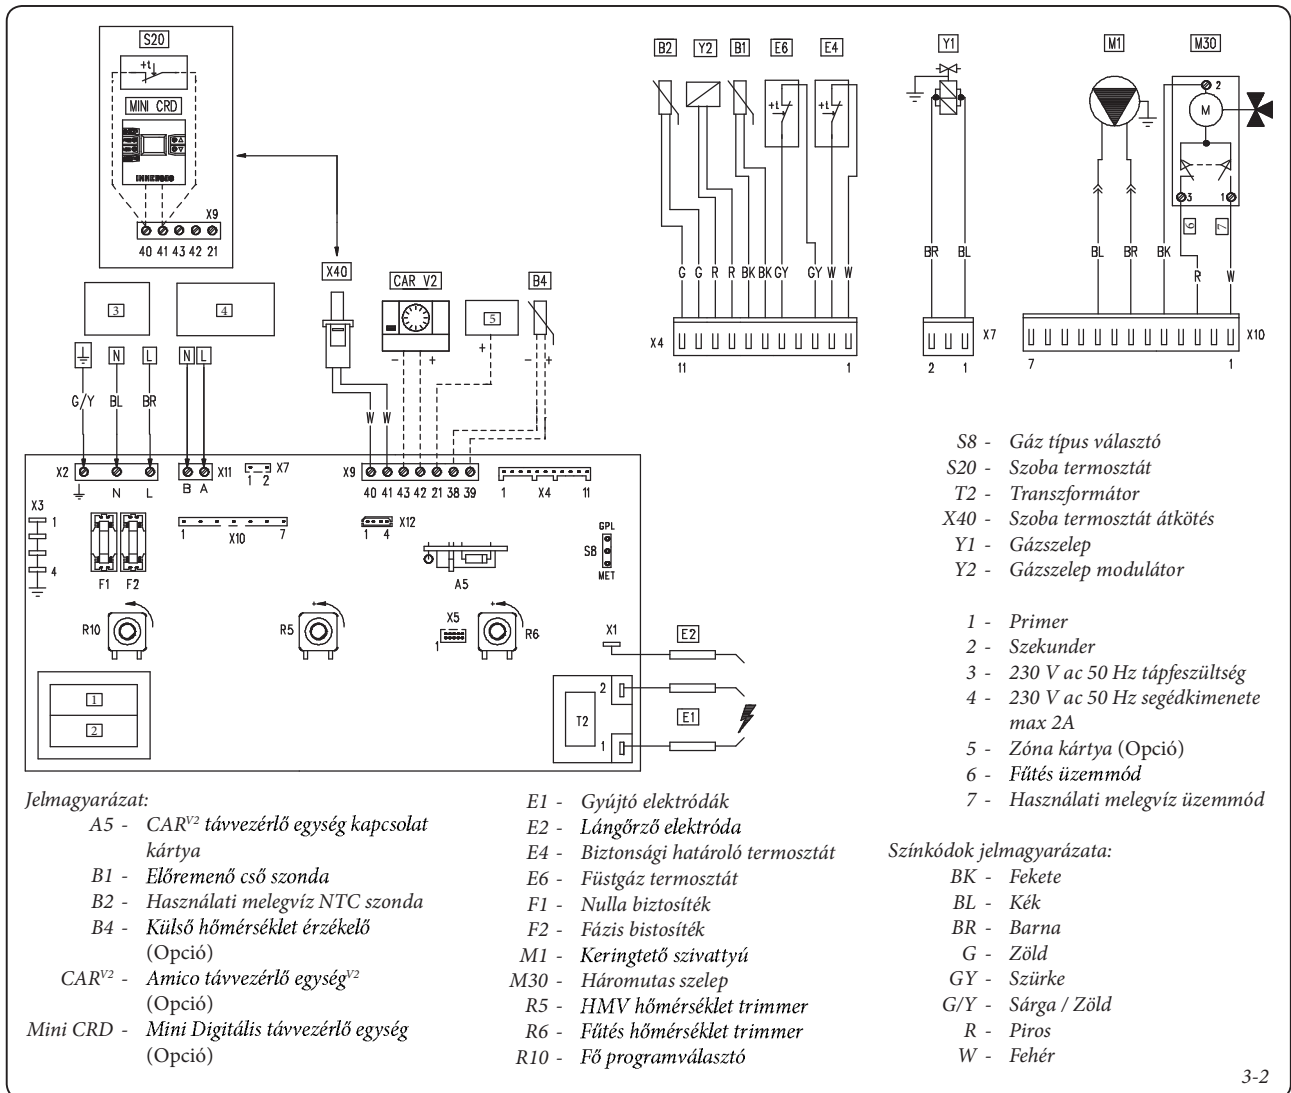 S20
+t
MINI CRD
IMMERGAS
X9
40 41 43 42 21
B2 Y2 B1 E6 E4
+t +t
G G R R BK BK GY GY W W
X4
11 1
Y1
BR BL
X7
2 1
M1 M30
2
M
3 1
6 7
BL BR BK
R W
X10
7 1
3 4
X40
CAR V2
5
B4
N L N L
G/Y BL BR
W W
- + + - +
X2
N L
B A
X11
X7
1 2
X9
40 41 43 42 21 38 39
1 X4 11
X3
1
4
F1 F2
1 X10 7
X12
1 4
A5
GPL
S8
MET
R10
+
R5
X5
1
+
R6
X1
E2
2
T2
E1
1
1
2
S8 - Gáz típus választó
S20 - Szoba termosztát
T2 - Transzformátor
X40 - Szoba termosztát átkötés
Y1 - Gázszelep
Y2 - Gázszelep modulátor
1 - Primer
2 - Szekunder
3 - 230 V ac 50 Hz tápfeszültség
4 - 230 V ac 50 Hz segédkimenete
max 2A
5 - Zóna kártya (Opció)
6 - Fűtés üzemmód
7 - Használati melegvíz üzemmód
Jelmagyarázat:
A5 - CARV2 távvezérlő egység kapcsolat
kártya
B1 - Előremenő cső szonda
B2 - Használati melegvíz NTC szonda
B4 - Külső hőmérséklet érzékelő
(Opció)
CARV2 - Amico távvezérlő egységV2
(Opció)
Mini CRD - Mini Digitális távvezérlő egység
(Opció)
E1 - Gyújtó elektródák
E2 - Lángőrző elektróda
E4 - Biztonsági határoló termosztát
E6 - Füstgáz termosztát
F1 - Nulla biztosíték
F2 - Fázis bistosíték
M1 - Keringtető szivattyú
M30 - Háromutas szelep
R5 - HMV hőmérséklet trimmer
R6 - Fűtés hőmérséklet trimmer
R10 - Fő programválasztó
Színkódok jelmagyarázata:
BK - Fekete
BL - Kék
BR - Barna
G - Zöld
GY - Szürke
G/Y - Sárga / Zöld
R - Piros
W - Fehér
3-2